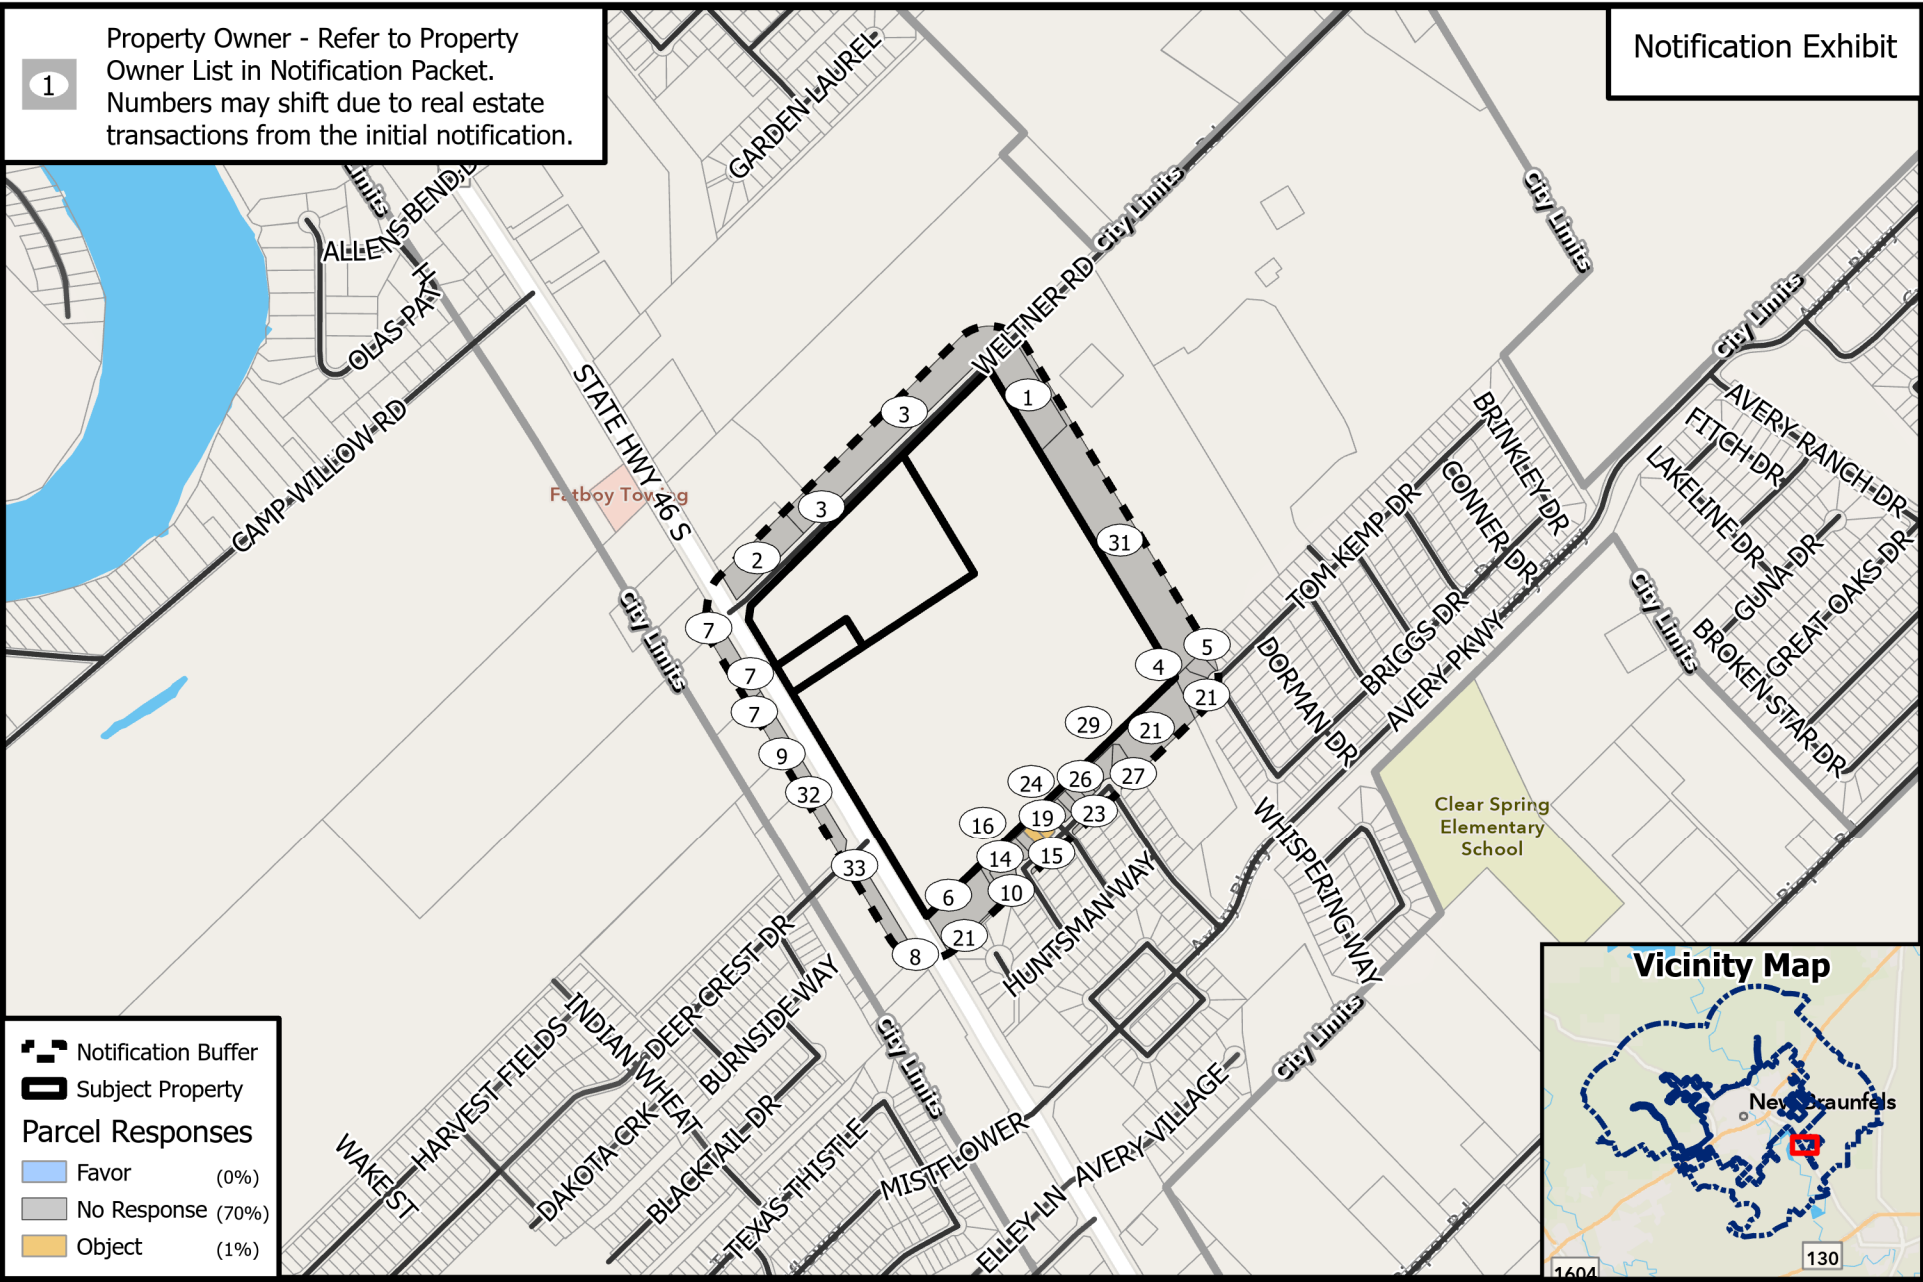 1
Property Owner - Refer to Property
Owner List in Notification Packet.
Numbers may shift due to real estate
transactions from the initial notification.
Notification Exhibit
GARDEN LAUREL
Limits
ALLENS BEND
OLAS PATH
CAMP WILLOW RD
STATE HWY 46 S
Fatboy Towing
WELTNER RD
City Limits
City Limits
City Limits
City Limits
City Limits
City Limits
City Limits
AVERY RANCH DR
FITCH DR
LAKELINE DR
GUNA DR
GREAT OAKS DR
BROKEN STAR DR
BRINKLEY DR
CONNER DR
TOM KEMP DR
BRIGGS DR
DORMAN DR
AVERY PKWY
WHISPERING WAY
Clear Spring
Elementary
School
HUNTSMAN WAY
3
1
3
31
2
7
5
4
7
21
7
29
21
9
24
26
27
32
16
19
23
33
14
15
6
10
21
8
DEER CREST DR
BURNSIDE WAY
INDIAN WHEAT
HARVEST FIELDS
WAKE ST
DAKOTA CRK
BLACKTAIL DR
TEXAS THISTLE
MISTFLOWER
ELLEY LN
AVERY VILLAGE
Notification Buffer
Subject Property
Parcel Responses
Favor (0%)
No Response (70%)
Object (1%)
Vicinity Map
New Braunfels
130
1604